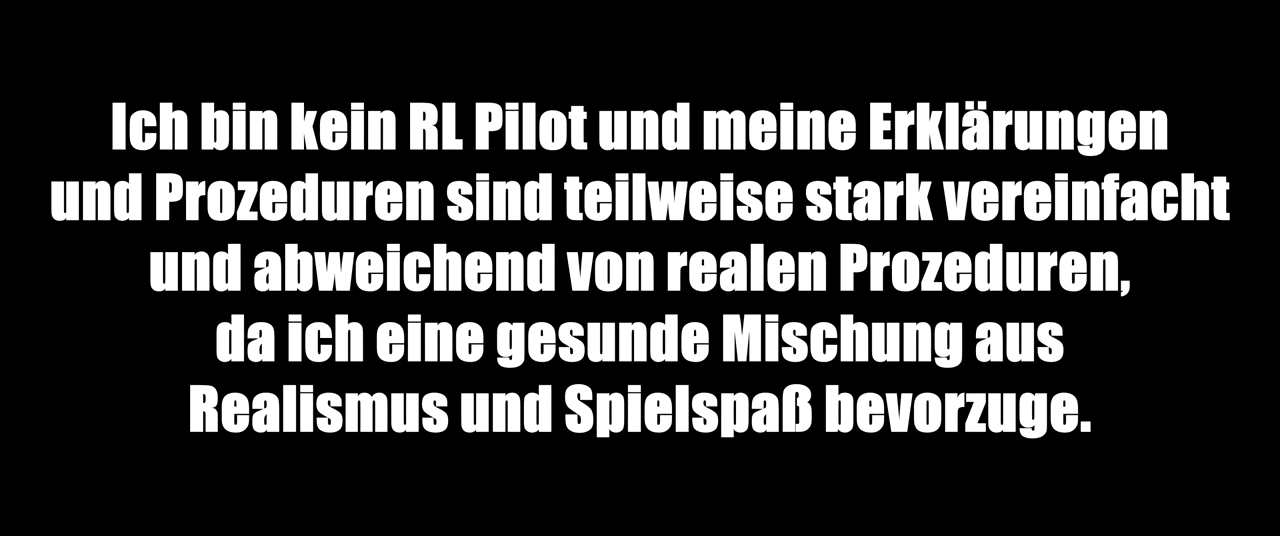 Ich bin kein RL Pilot und meine Erklärungen
und Prozeduren sind teilweise stark vereinfacht
und abweichend von realen Prozeduren,
da ich eine gesunde Mischung aus
Realismus und Spielspaß bevorzuge.